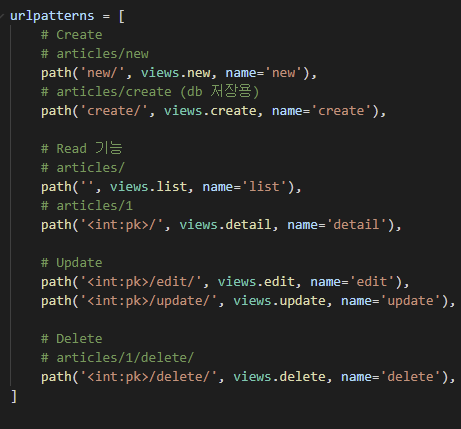 urlpatterns = [
# Create
# articles/new
path('new/', views.new, name='new'),
# articles/create (db 저장용)
path('create/', views.create, name='create'),
# Read 기능
# articles/
path('', views.list, name='list'),
# articles/1
path('<int:pk>/', views.detail, name='detail'),
# Update
path('<int:pk>/edit/', views.edit, name='edit'),
path('<int:pk>/update/', views.update, name='update'),
# Delete
# articles/1/delete/
path('<int:pk>/delete/', views.delete, name='delete'),
]